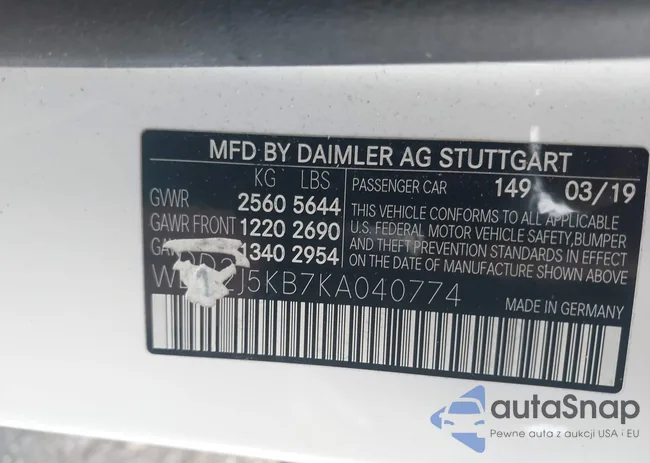 MFD BY DAIMLER AG STUTTGART
KG LBS
PASSENGER CAR 149 03/19
GVWR 2560 5644
GAWR FRONT 1220 2690
1340 2954
THIS VEHICLE CONFORMS TO ALL APPLICABLE
U.S. FEDERAL MOTOR VEHICLE SAFETY, BUMPER
AND THEFT PREVENTION STANDARDS IN EFFECT
ON THE DATE OF MANUFACTURE SHOWN ABOVE
J5KB7KA040774
MADE IN GERMANY
autoSnap
Pewne auta z aukcji USA i EU